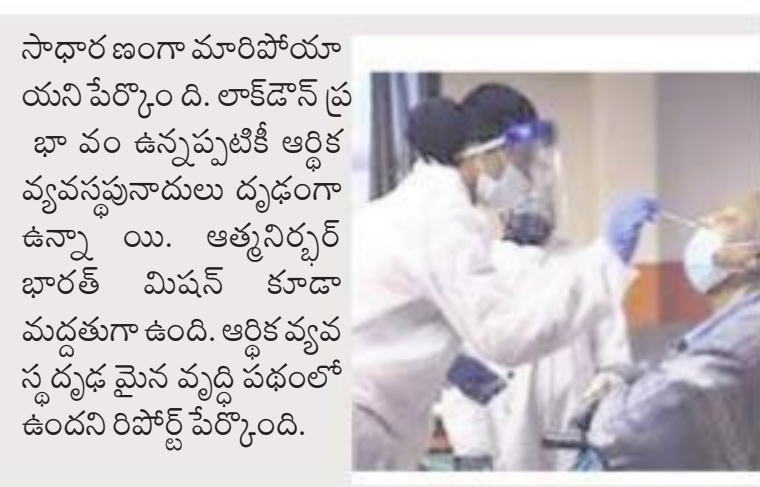 సాధార ణంగా మారిపోయా
యని పేర్కొం ది. లాక్‌డౌన్ ప్ర
భా వం ఉన్నప్పటికీ ఆర్థిక
వ్యవస్థపునాదులు దృఢంగా
ఉన్నా యి. ఆత్మనిర్భర్
భారత్ మిషన్ కూడా
మద్దతుగా ఉంది. ఆర్థిక వ్యవ
స్థ దృఢ మైన వృద్ధి పథంలో
ఉందని రిపోర్ట్ పేర్కొంది.